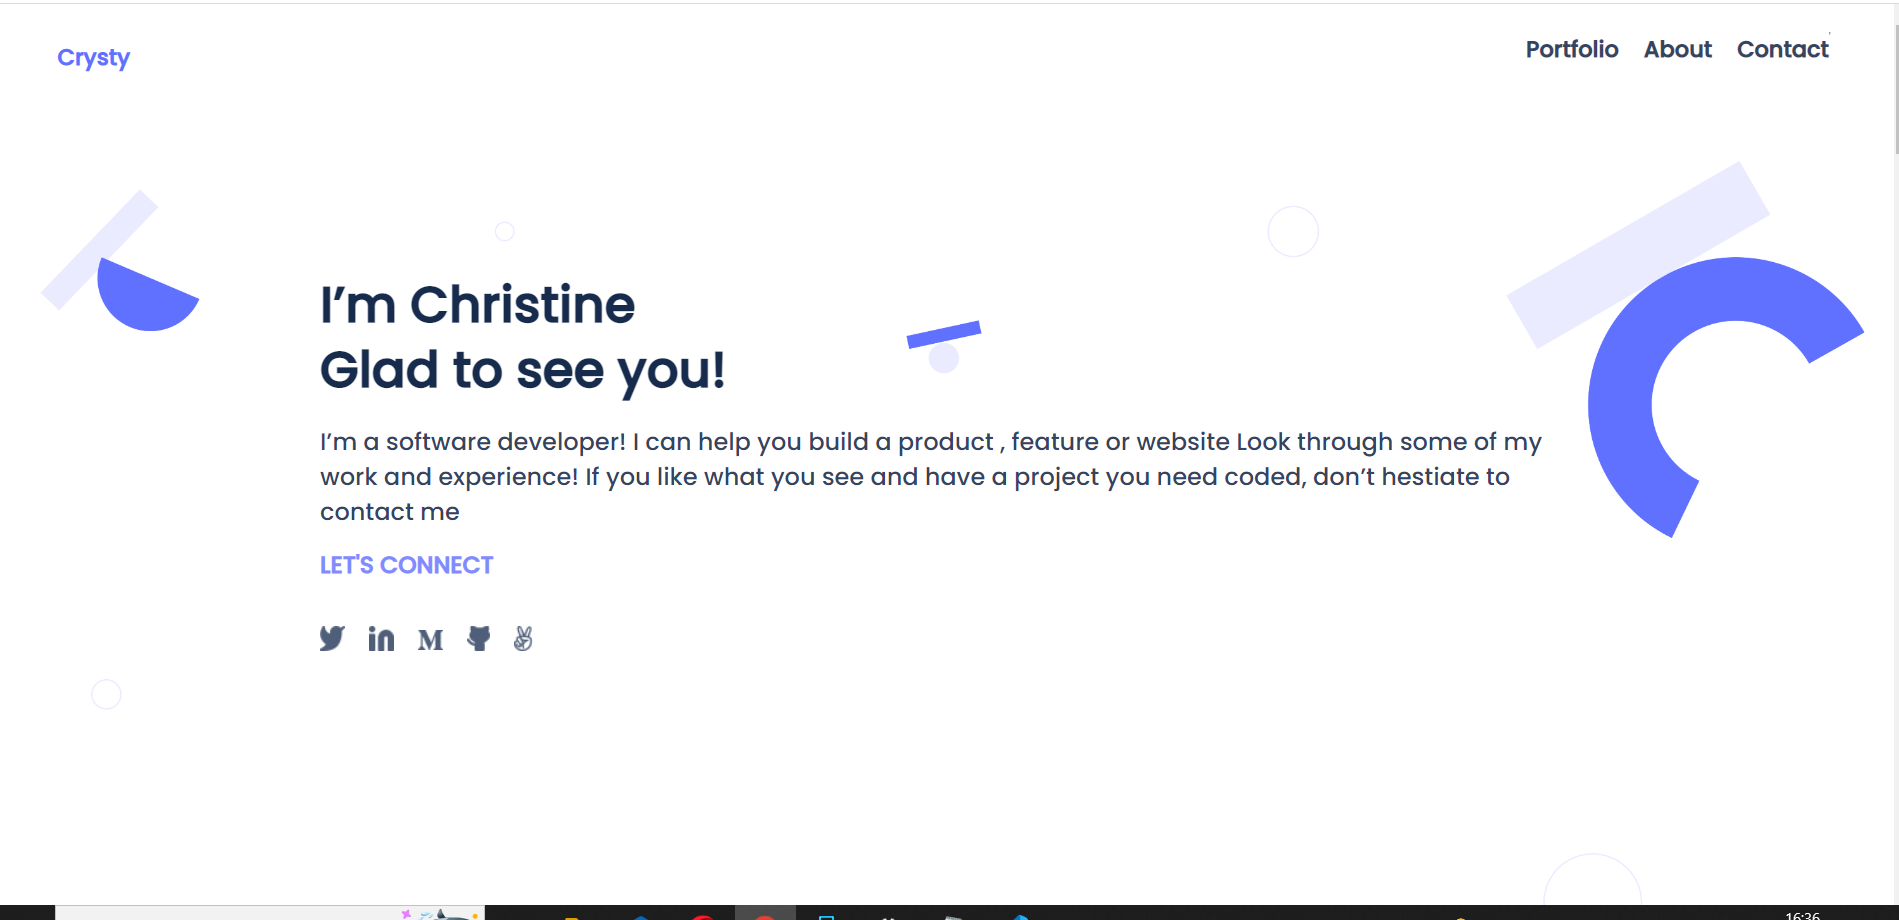 Crysty
Portfolio About Contact
I’m Christine
Glad to see you!
I’m a software developer! I can help you build a product , feature or website Look through some of my
work and experience! If you like what you see and have a project you need coded, don’t hestiate to
contact me
LET'S CONNECT
16:36